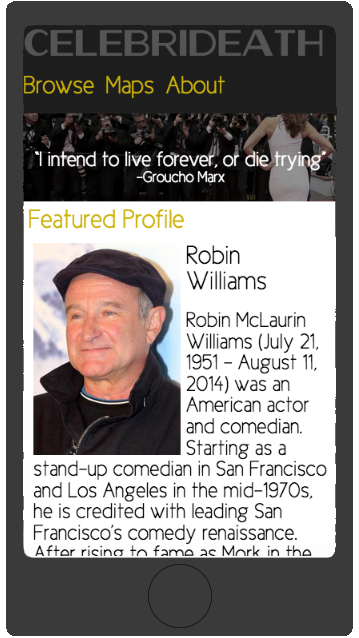 CELEBRIDEATH
Browse Maps About
"I intend to live forever, or die trying"
-Groucho Marx
Featured Profile
Robin
Williams
Robin McLaurin
Williams (July 21,
1951 – August 11,
2014) was an
American actor
and comedian.
Starting as a
stand-up comedian in San Francisco
and Los Angeles in the mid-1970s,
he is credited with leading San
Francisco's comedy renaissance.
After rising to fame as Mork in the